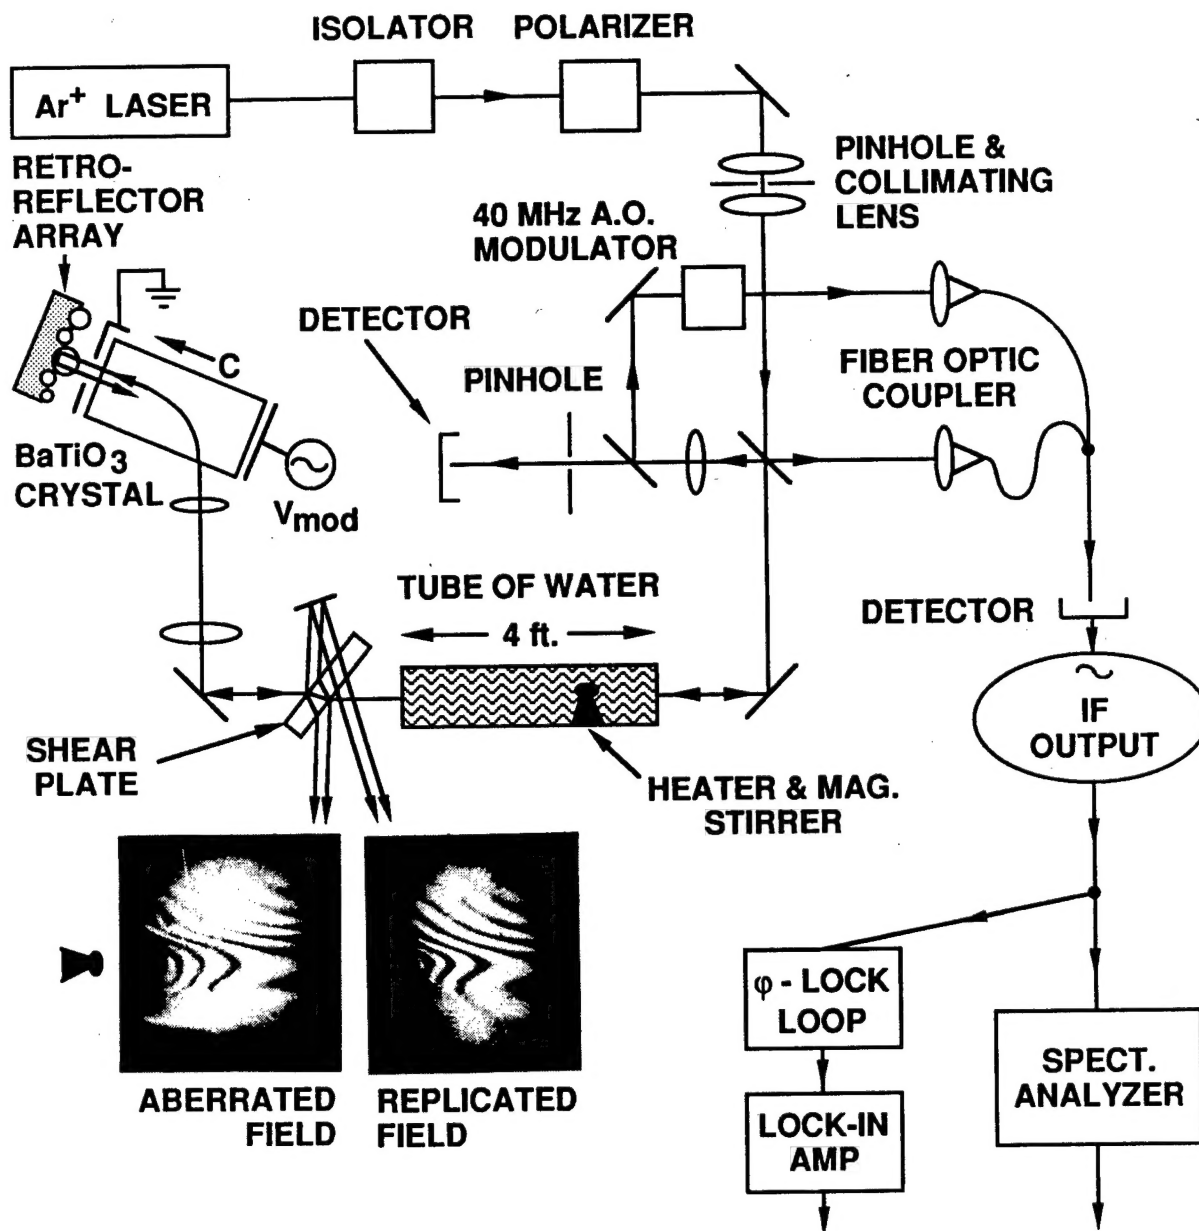 ISOLATOR
POLARIZER
Ar+ LASER
RETRO-
REFLECTOR
ARRAY
PINHOLE &
COLLIMATING
LENS
40 MHz A.O.
MODULATOR
DETECTOR
C
PINHOLE
FIBER OPTIC
COUPLER
BaTiO3
CRYSTAL
Vmod
TUBE OF WATER
4 ft.
DETECTOR
IF
OUTPUT
SHEAR
PLATE
HEATER & MAG.
STIRRER
φ - LOCK
LOOP
SPECT.
ANALYZER
ABERRATED
FIELD
REPLICATED
FIELD
LOCK-IN
AMP